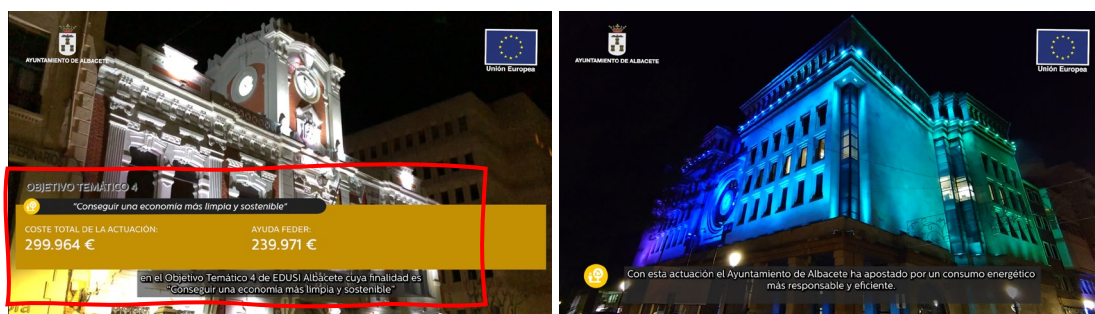 AYUNTAMIENTO DE ALBACETE
Unión Europea
OBJETIVO TEMÁTICO 4
"Conseguir una economía más limpia y sostenible"
COSTE TOTAL DE LA ACTUACIÓN:
AYUDA FEDER:
299.964 €
239.971 €
en el Objetivo Temático 4 de EDUSI Albacete cuya finalidad es
"Conseguir una economía más limpia y sostenible"
AYUNTAMIENTO DE ALBACETE
Unión Europea
Con esta actuación el Ayuntamiento de Albacete ha apostado por un consumo energético
más responsable y eficiente.